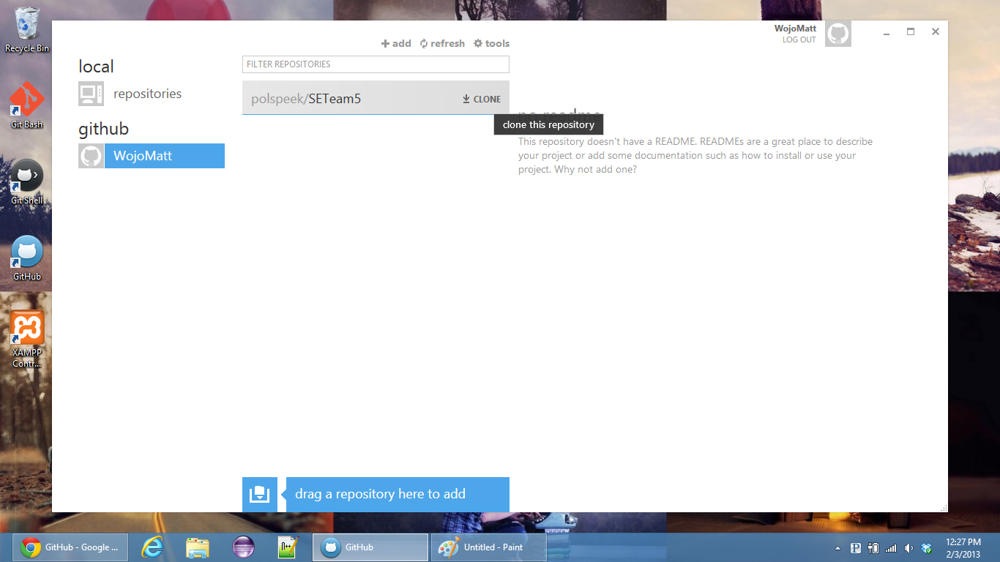 Recycle Bin
Git Bash
Git Shell
GitHub
XAMPP
Contr...
WojoMatt
LOG OUT
add
refresh
tools
local
repositories
github
WojoMatt
FILTER REPOSITORIES
polspeek/SETeam5
CLONE
clone this repository
no readme
This repository doesn't have a README. READMEs are a great place to describe
your project or add some documentation such as how to install or use your
project. Why not add one?
drag a repository here to add
GitHub - Google ...
GitHub
Untitled - Paint
12:27 PM
2/3/2013